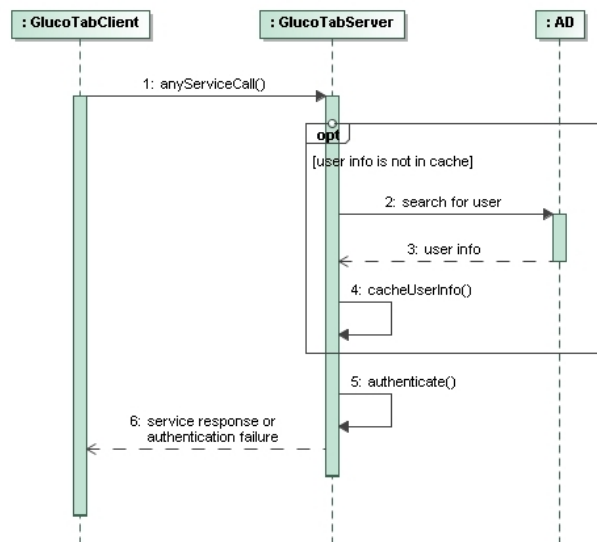 : GlucoTabClient
: GlucoTabServer
: AD
1: anyServiceCall()
opt
[user info is not in cache]
2: search for user
3: user info
4: cacheUserInfo()
5: authenticate()
6: service response or
authentication failure